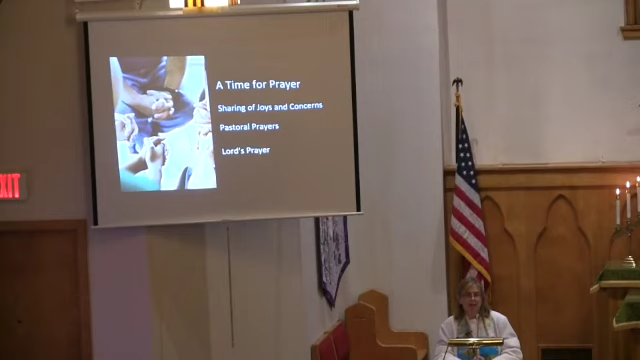 A Time for Prayer
Sharing of Joys and Concerns
Pastoral Prayers
Lord's Prayer
EXIT